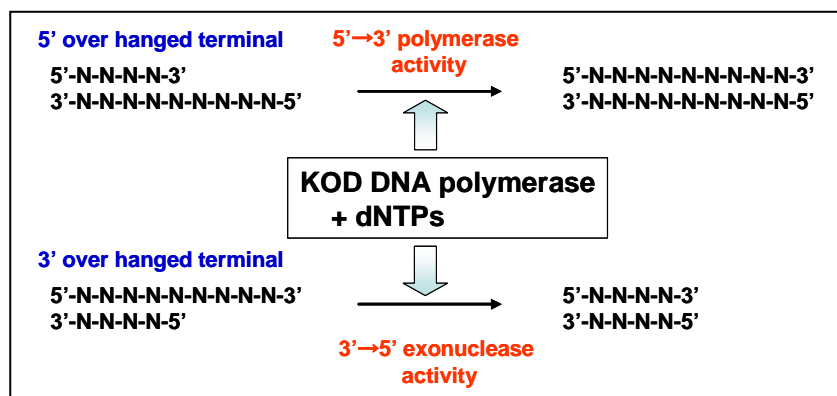 5' over hanged terminal
5'→3' polymerase
activity
5'-N-N-N-N-3'
3'-N-N-N-N-N-N-N-N-N-5'
5'-N-N-N-N-N-N-N-N-N-3'
3'-N-N-N-N-N-N-N-N-N-5'
KOD DNA polymerase
+ dNTPs
3' over hanged terminal
5'-N-N-N-N-N-N-N-N-N-3'
3'-N-N-N-N-5'
5'-N-N-N-N-3'
3'-N-N-N-N-5'
3'→5' exonuclease
activity